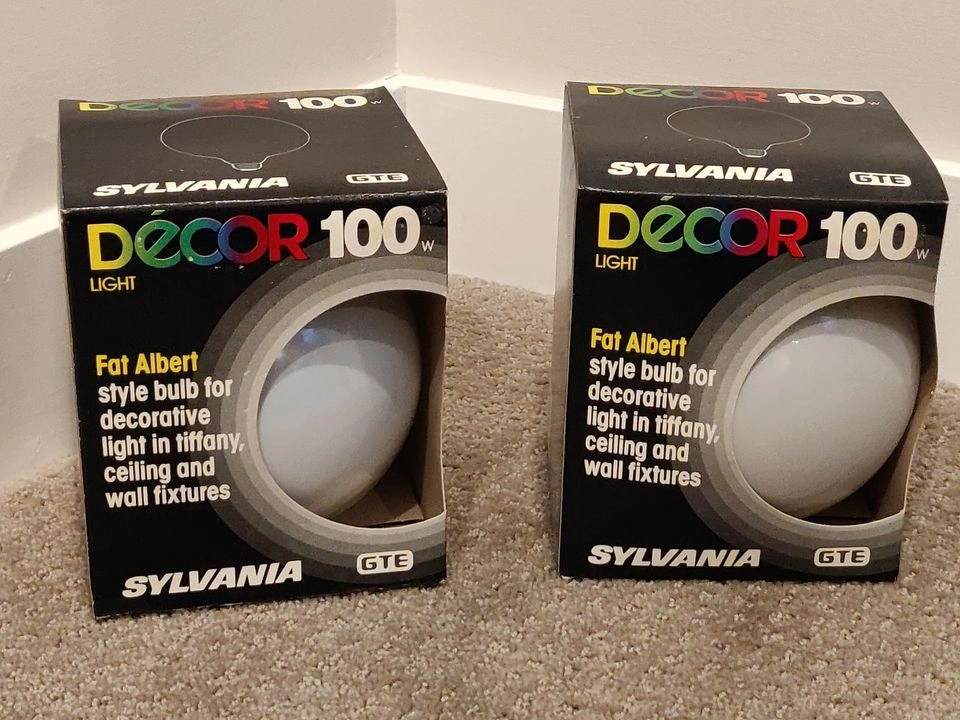 DéCOR 100w
SYLVANIA GTE
DéCOR 100w
LIGHT
Fat Albert
style bulb for
decorative
light in tiffany,
ceiling and
wall fixtures
SYLVANIA GTE
DéCOR 100w
SYLVANIA GTE
DéCOR 100w
LIGHT
Fat Albert
style bulb for
decorative
light in tiffany,
ceiling and
wall fixtures
SYLVANIA GTE